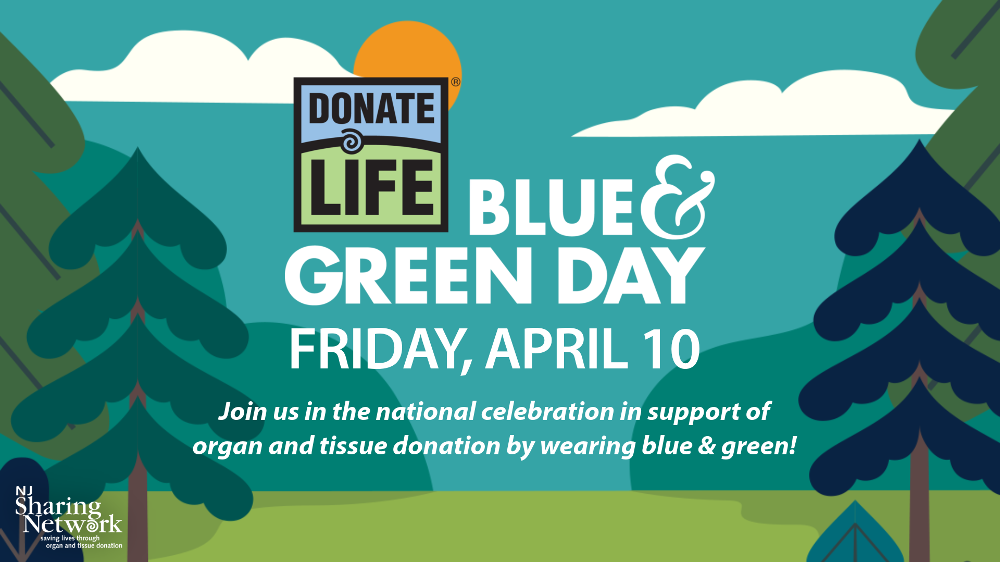 DONATE
LIFE
®
BLUE &
GREEN DAY
FRIDAY, APRIL 10
Join us in the national celebration in support of
organ and tissue donation by wearing blue & green!
NJ
Sharing
Network
saving lives through
organ and tissue donation